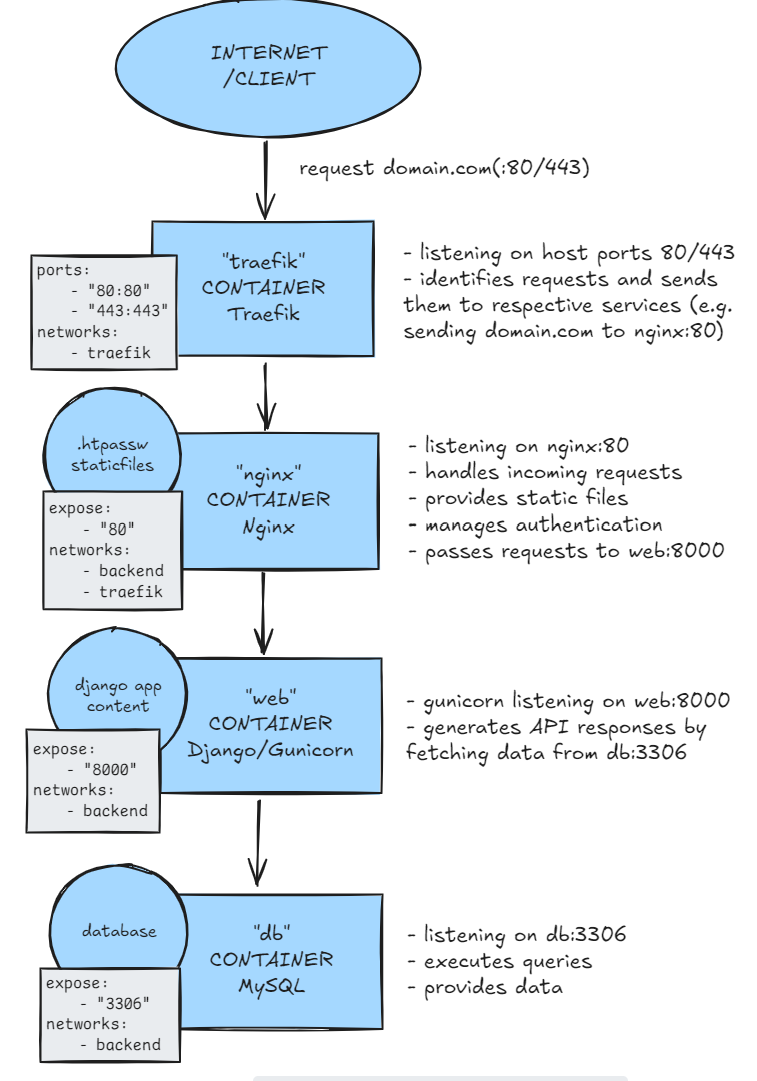 INTERNET
/CLIENT
request domain.com(:80/443)
"traefik"
CONTAINER
Traefik
ports:
- "80:80"
- "443:443"
networks:
- traefik
- listening on host ports 80/443
- identifies requests and sends
them to respective services (e.g.
sending domain.com to nginx:80)
.htpassw
staticfiles
"nginx"
CONTAINER
Nginx
expose:
- "80"
networks:
- backend
- traefik
- listening on nginx:80
- handles incoming requests
- provides static files
- manages authentication
- passes requests to web:8000
django app
content
"web"
CONTAINER
Django/Gunicorn
expose:
- "8000"
networks:
- backend
- gunicorn listening on web:8000
- generates API responses by
fetching data from db:3306
database
"db"
CONTAINER
MySQL
expose:
- "3306"
networks:
- backend
- listening on db:3306
- executes queries
- provides data